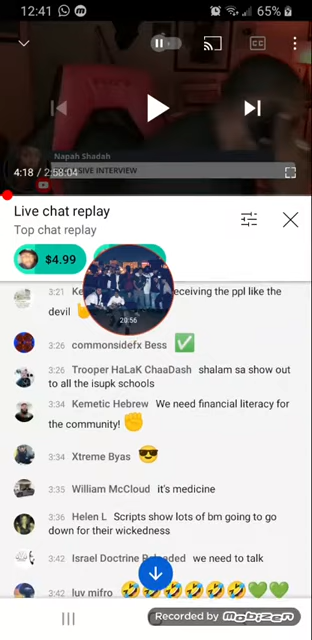 12:41
65%
CC
Napah Shadah
SIVE INTERVIEW
4:18 / 2:58:04
Live chat replay
Top chat replay
$4.99
20:56
3:21 Ke eceiving the ppl like the
devil
3:26 commonsidefx Bess
3:26 Trooper HaLaK ChaaDash shalam sa show out
to all the isupk schools
3:34 Kemetic Hebrew We need financial literacy for
the community!
3:34 Xtreme Byas
3:35 William McCloud it's medicine
3:36 Helen L Scripts show lots of bm going to go
down for their wickedness
3:42 Israel Doctrine Re ded we need to talk
3:42 luv mifro
Recorded by MOBIZEN